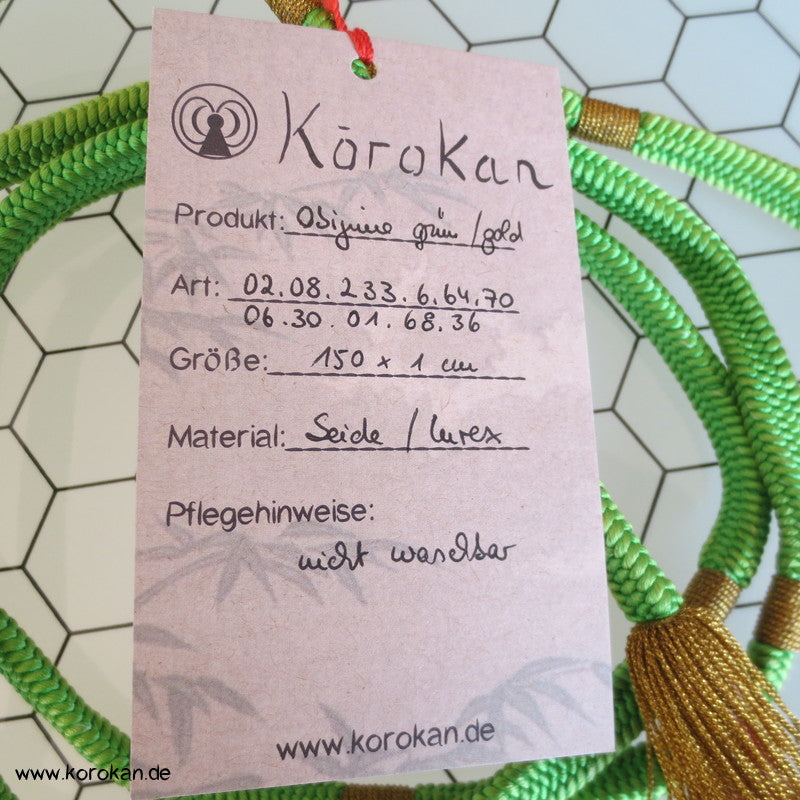 Kōrokan
Produkt: Obijime grün / gold
Art: 02.08.233.6.64.70
06.30.01.68.36
Größe: 150 x 1 cm
Material: Seide / Lurex
Pflegehinweise:
nicht waschbar
www.korokan.de
www.korokan.de